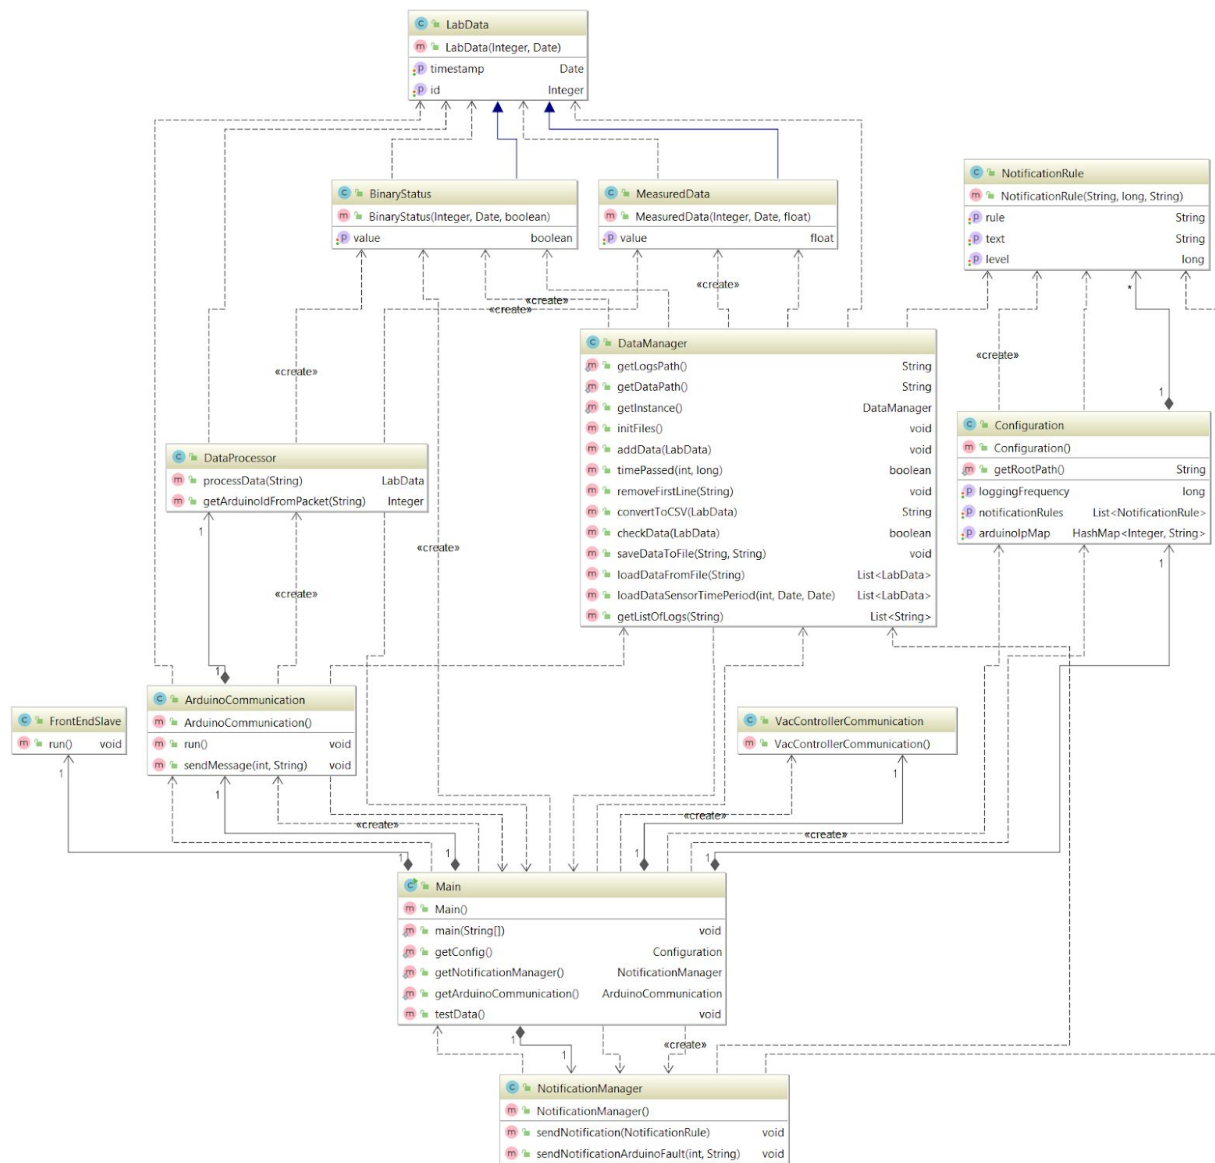 LabData
LabData(Integer, Date)
timestamp Date
id Integer
BinaryStatus
BinaryStatus(Integer, Date, boolean)
value boolean
MeasuredData
MeasuredData(Integer, Date, float)
value float
NotificationRule
NotificationRule(String, long, String)
rule String
text String
level long
«create»
«create»
«create»
*
«create»
«create»
DataManager
getLogsPath() String
getDataPath() String
getInstance() DataManager
initFiles() void
addData(LabData) void
timePassed(int, long) boolean
removeFirstLine(String) void
convertToCSV(LabData) String
checkData(LabData) boolean
saveDataToFile(String, String) void
loadDataFromFile(String) List<LabData>
loadDataSensorTimePeriod(int, Date, Date) List<LabData>
getListOfLogs(String) List<String>
1
Configuration
Configuration()
getRootPath() String
loggingFrequency long
notificationRules List<NotificationRule>
arduinoIpMap HashMap<Integer, String>
1
DataProcessor
processData(String) LabData
getArduinoIdFromPacket(String) Integer
1
«create»
«create»
1
ArduinoCommunication
ArduinoCommunication()
run() void
sendMessage(int, String) void
FrontEndSlave
run() void
1
VacControllerCommunication
VacControllerCommunication()
1
1
«create»
«create»
«create»
1
1
1
1
Main
Main()
main(String[]) void
getConfig() Configuration
getNotificationManager() NotificationManager
getArduinoCommunication() ArduinoCommunication
testData() void
1
1
«create»
NotificationManager
NotificationManager()
sendNotification(NotificationRule) void
sendNotificationArduinoFault(int, String) void